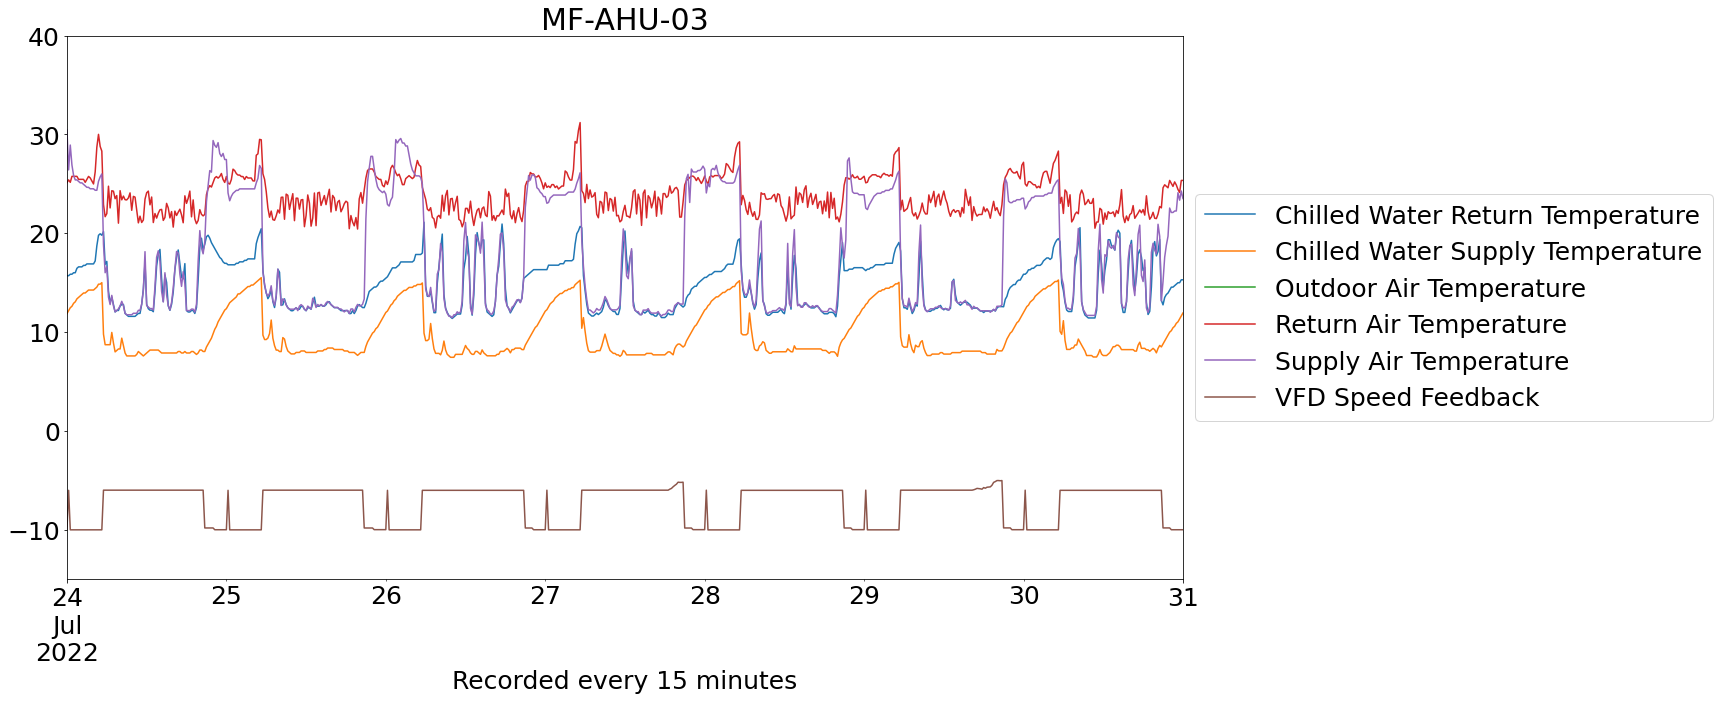 MF-AHU-03
40
30
20
10
0
−10
24 25 26 27 28 29 30 31
Jul
2022
Recorded every 15 minutes
Chilled Water Return Temperature
Chilled Water Supply Temperature
Outdoor Air Temperature
Return Air Temperature
Supply Air Temperature
VFD Speed Feedback